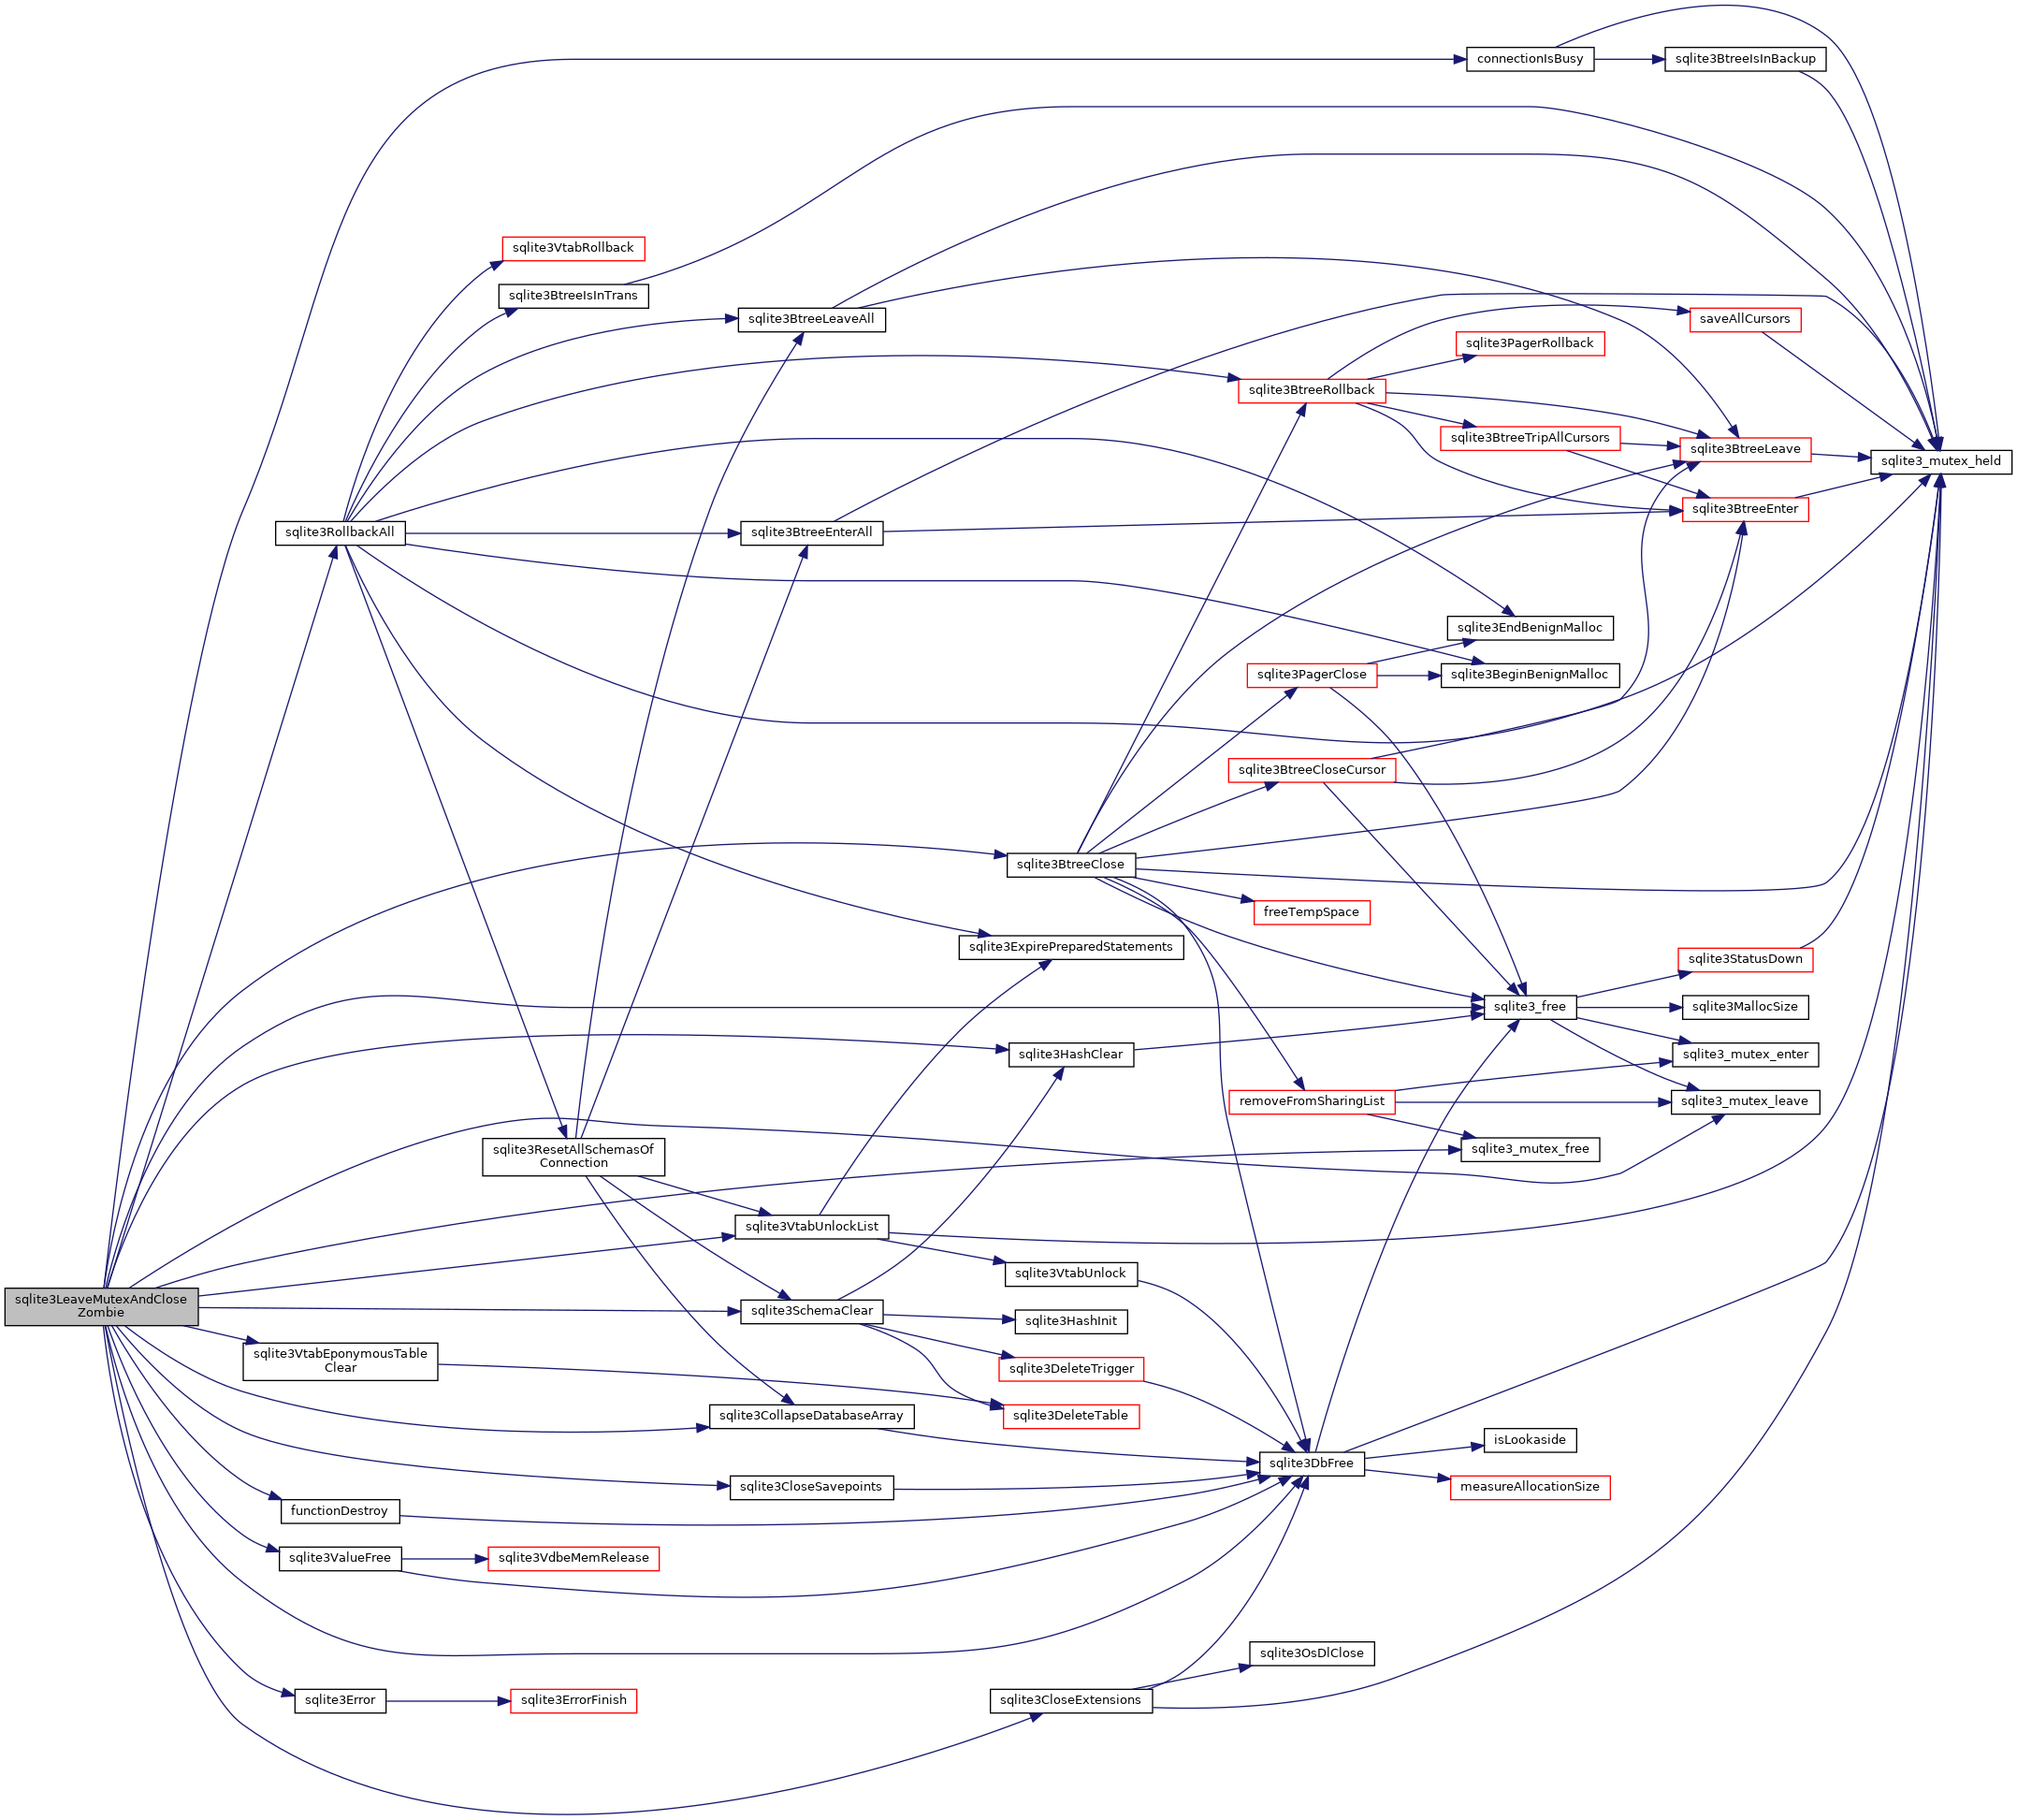 connectionIsBusy
sqlite3BtreeIsInBackup
sqlite3VtabRollback
sqlite3BtreeIsInTrans
sqlite3BtreeLeaveAll
saveAllCursors
sqlite3PagerRollback
sqlite3BtreeRollback
sqlite3BtreeTripAllCursors
sqlite3BtreeLeave
sqlite3_mutex_held
sqlite3BtreeEnter
sqlite3RollbackAll
sqlite3BtreeEnterAll
sqlite3EndBenignMalloc
sqlite3PagerClose
sqlite3BeginBenignMalloc
sqlite3BtreeCloseCursor
sqlite3BtreeClose
freeTempSpace
sqlite3ExpirePreparedStatements
sqlite3StatusDown
sqlite3_free
sqlite3MallocSize
sqlite3HashClear
sqlite3_mutex_enter
removeFromSharingList
sqlite3_mutex_leave
sqlite3ResetAllSchemasOf
Connection
sqlite3_mutex_free
sqlite3VtabUnlockList
sqlite3VtabUnlock
sqlite3LeaveMutexAndClose
Zombie
sqlite3SchemaClear
sqlite3HashInit
sqlite3VtabEponymousTable
Clear
sqlite3DeleteTrigger
sqlite3CollapseDatabaseArray
sqlite3DeleteTable
isLookaside
sqlite3DbFree
sqlite3CloseSavepoints
measureAllocationSize
functionDestroy
sqlite3ValueFree
sqlite3VdbeMemRelease
sqlite3OsDlClose
sqlite3Error
sqlite3ErrorFinish
sqlite3CloseExtensions